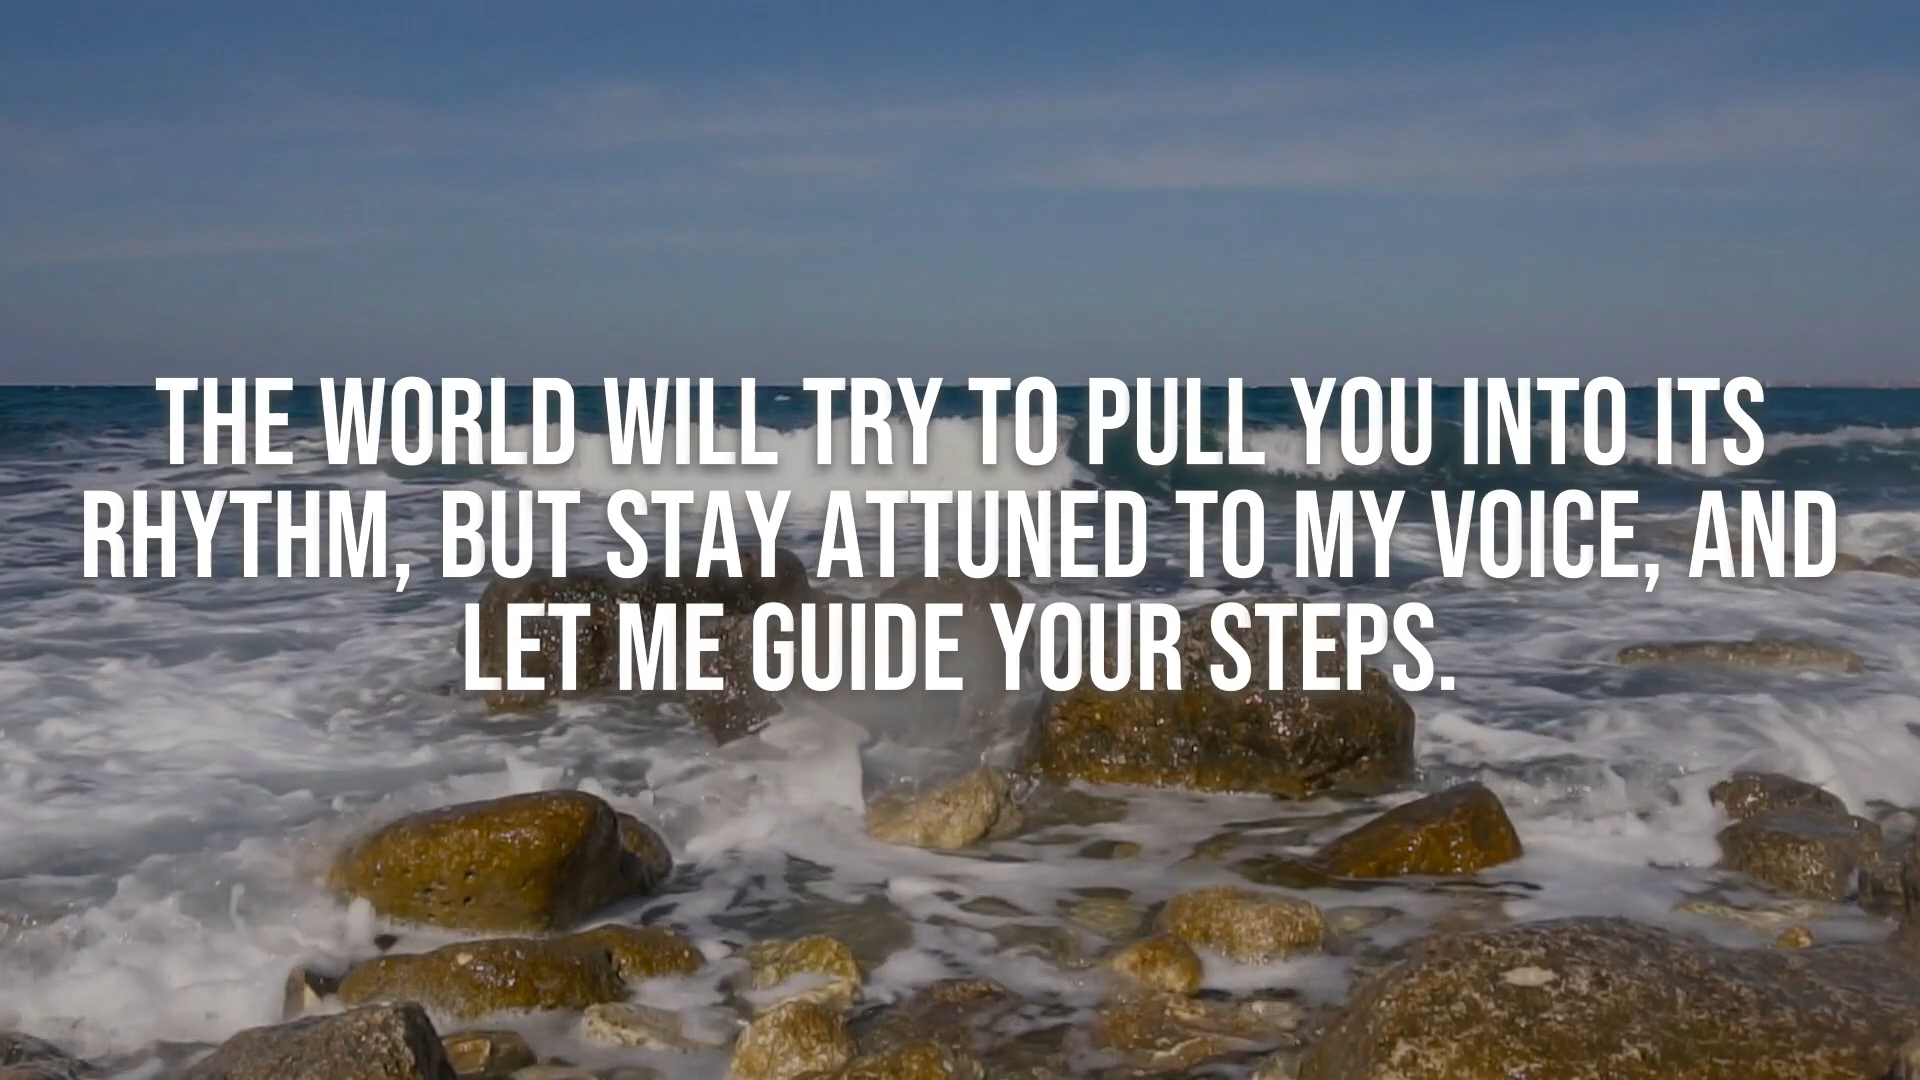 THE WORLD WILL TRY TO PULL YOU INTO ITS
RHYTHM, BUT STAY ATTUNED TO MY VOICE, AND
LET ME GUIDE YOUR STEPS.